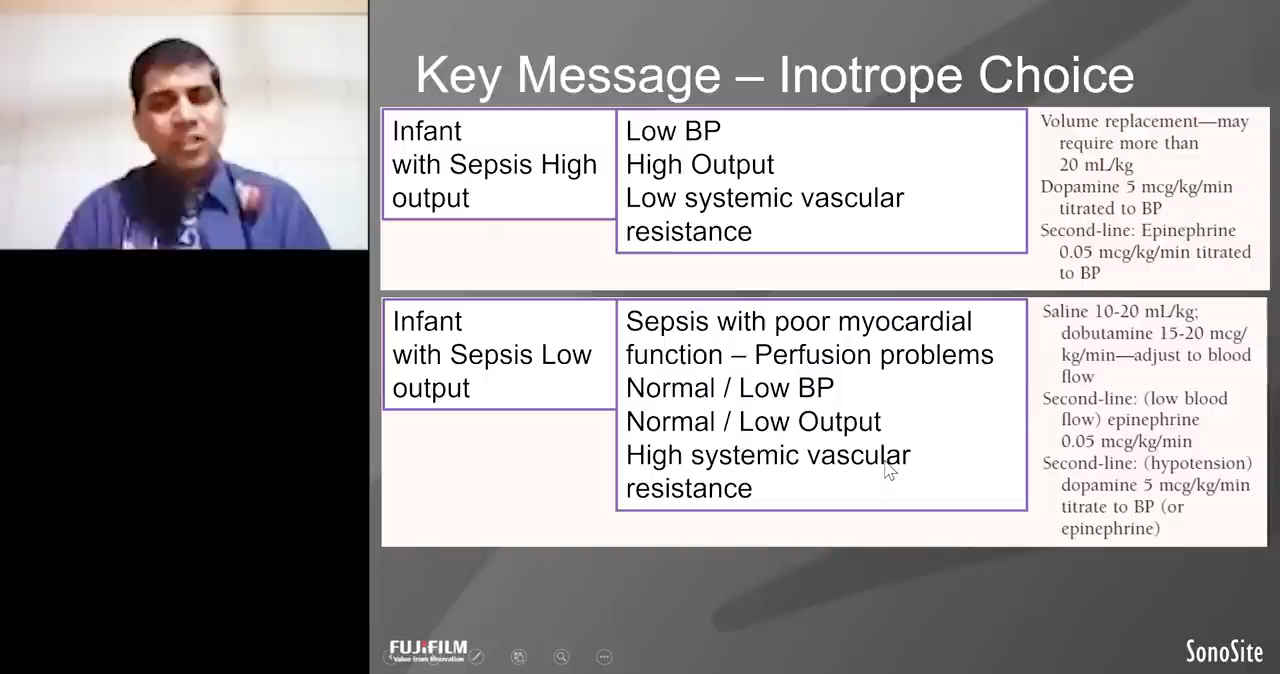 Key Message – Inotrope Choice
Infant
with Sepsis High
output
Low BP
High Output
Low systemic vascular
resistance
Volume replacement—may
require more than
20 mL/kg
Dopamine 5 mcg/kg/min
titrated to BP
Second-line: Epinephrine
0.05 mcg/kg/min titrated
to BP
Infant
with Sepsis Low
output
Sepsis with poor myocardial
function – Perfusion problems
Normal / Low BP
Normal / Low Output
High systemic vascular
resistance
Saline 10-20 mL/kg;
dobutamine 15-20 mcg/
kg/min—adjust to blood
flow
Second-line: (low blood
flow) epinephrine
0.05 mcg/kg/min
Second-line: (hypotension)
dopamine 5 mcg/kg/min
titrate to BP (or
epinephrine)
FUJIFILM
Value from Innovation
SonoSite